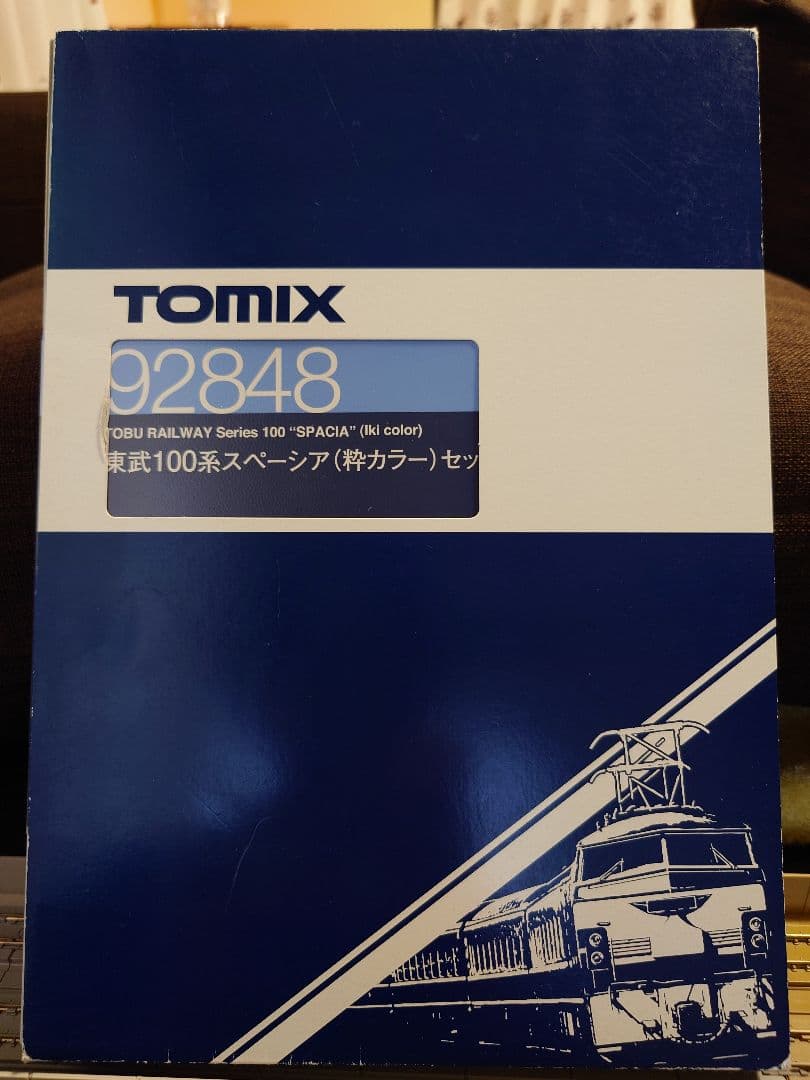 TOMIX
92848
TOBU RAILWAY Series 100 “SPACIA” (Iki color)
東武100系スペーシア(粋カラー)セッ